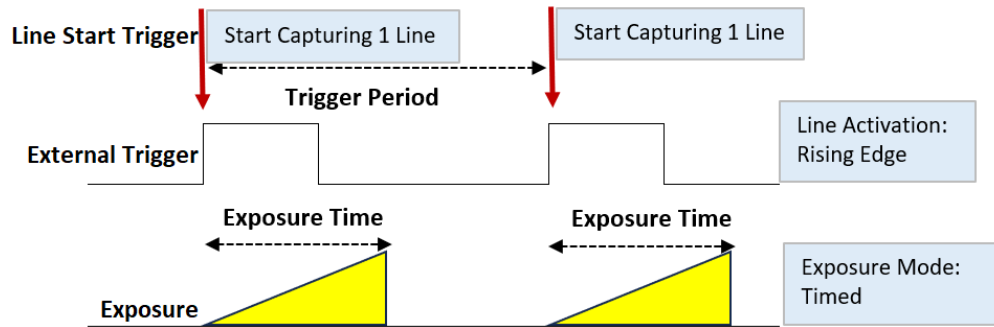 Line Start Trigger
Start Capturing 1 Line
Start Capturing 1 Line
Trigger Period
External Trigger
Line Activation:
Rising Edge
Exposure Time
Exposure Time
Exposure
Exposure Mode:
Timed